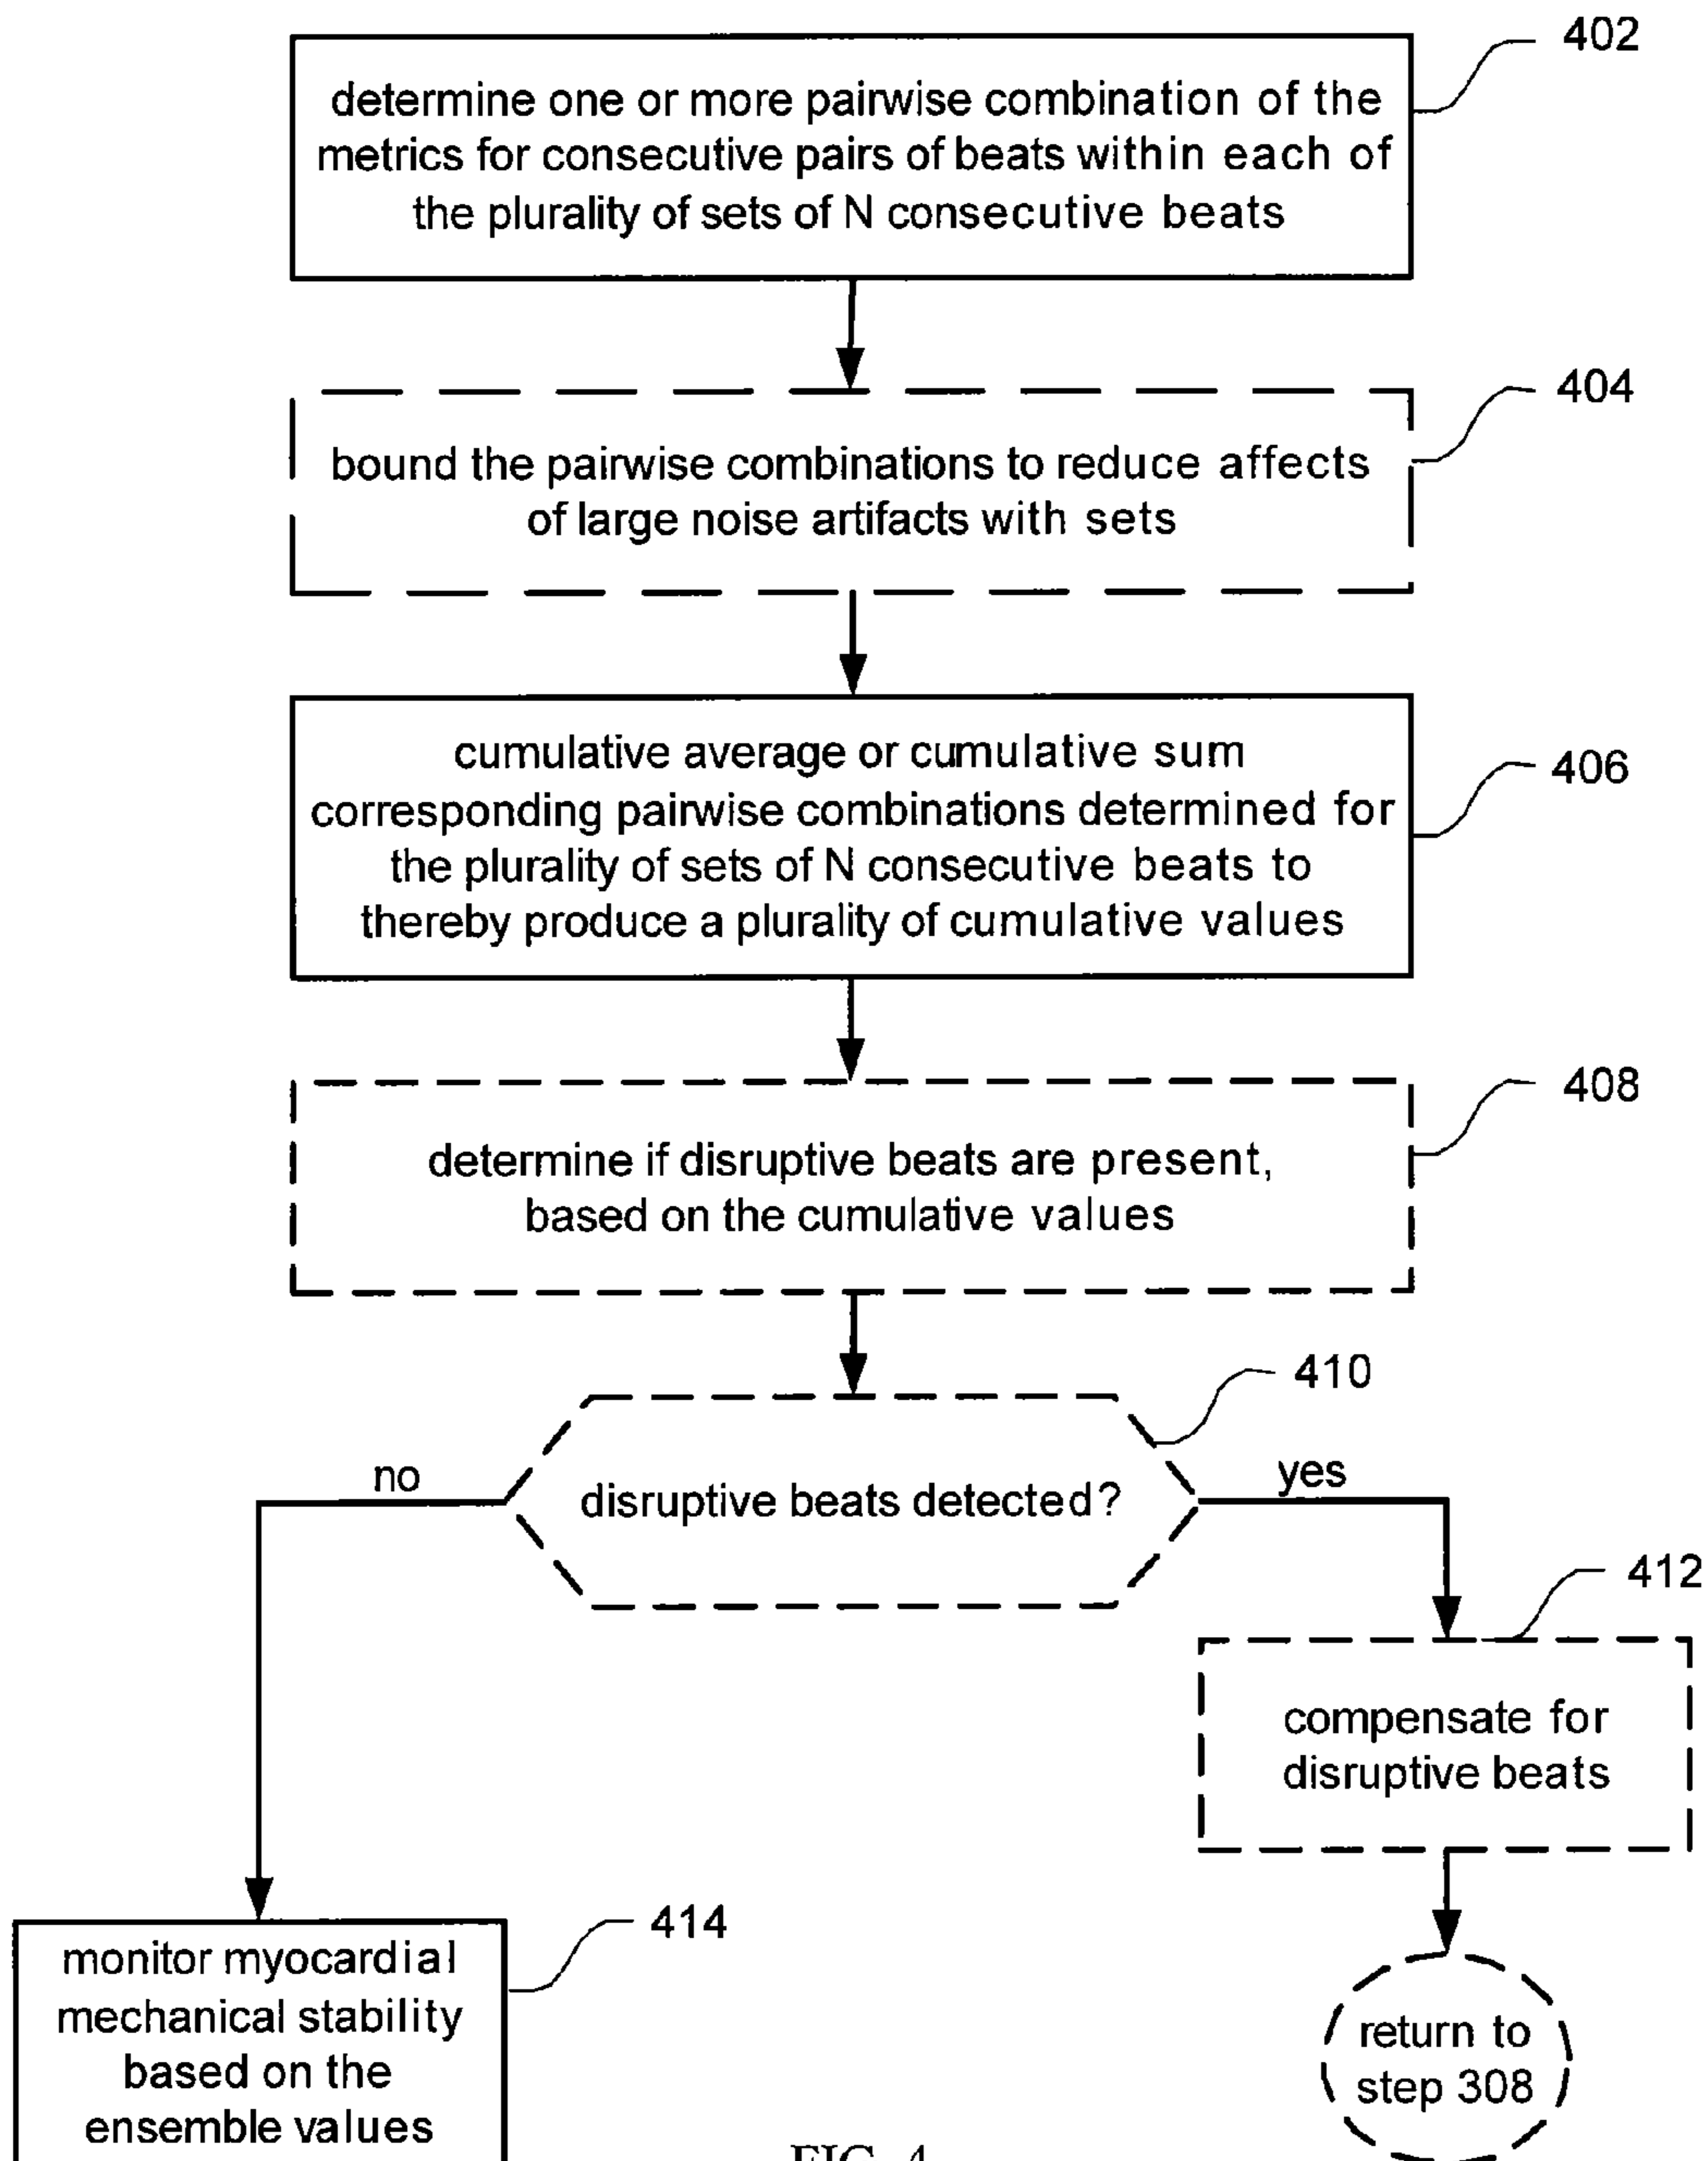 402
determine one or more pairwise combination of the
metrics for consecutive pairs of beats within each of
the plurality of sets of N consecutive beats
404
bound the pairwise combinations to reduce affects
of large noise artifacts with sets
406
cumulative average or cumulative sum
corresponding pairwise combinations determined for
the plurality of sets of N consecutive beats to
thereby produce a plurality of cumulative values
408
determine if disruptive beats are present,
based on the cumulative values
410
disruptive beats detected?
no
yes
412
compensate for
disruptive beats
414
monitor myocardial
mechanical stability
based on the
ensemble values
return to
step 308
FIG. 4